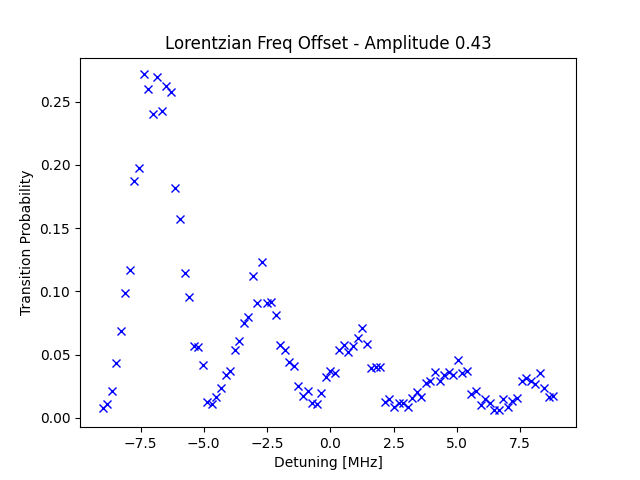 Lorentzian Freq Offset - Amplitude 0.43
Transition Probability
0.25
0.20
0.15
0.10
0.05
0.00
−7.5 −5.0 −2.5 0.0 2.5 5.0 7.5
Detuning [MHz]